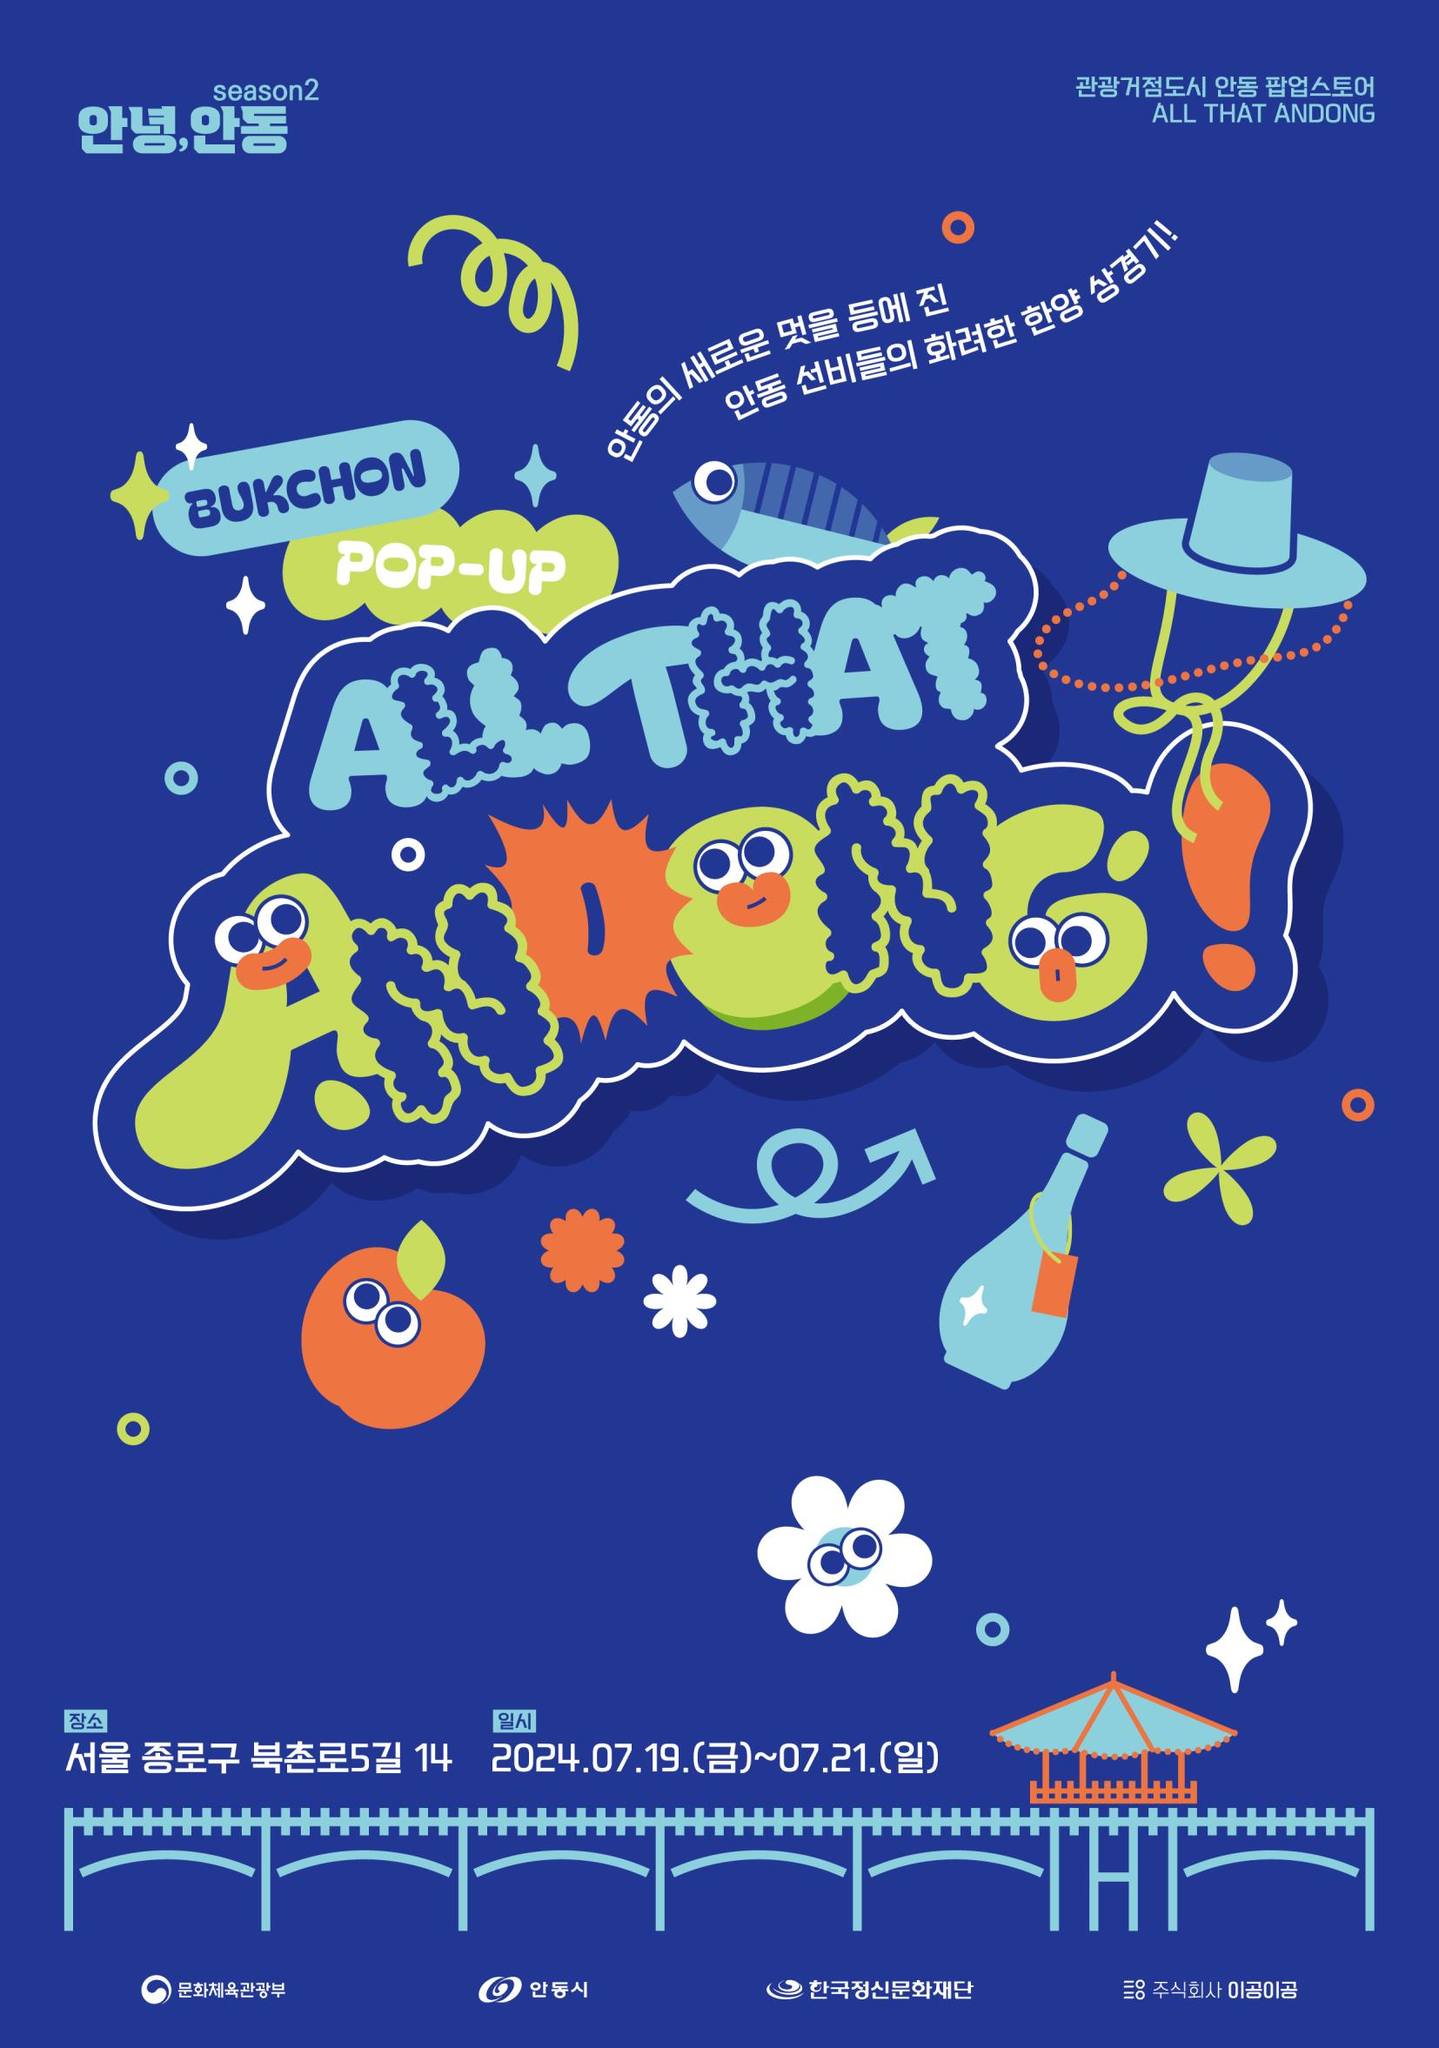 season2
안녕,안동
관광거점도시 안동 팝업스토어
ALL THAT ANDONG
안동의 새로운 멋을 등에 진
안동 선비들의 화려한 한양 상경기!
BUKCHON
POP-UP
ALL THAT
ANDONG!
장소
서울 종로구 북촌로5길 14
일시
2024.07.19.(금)~07.21.(일)
문화체육관광부
안동시
한국정신문화재단
주식회사 이공이공